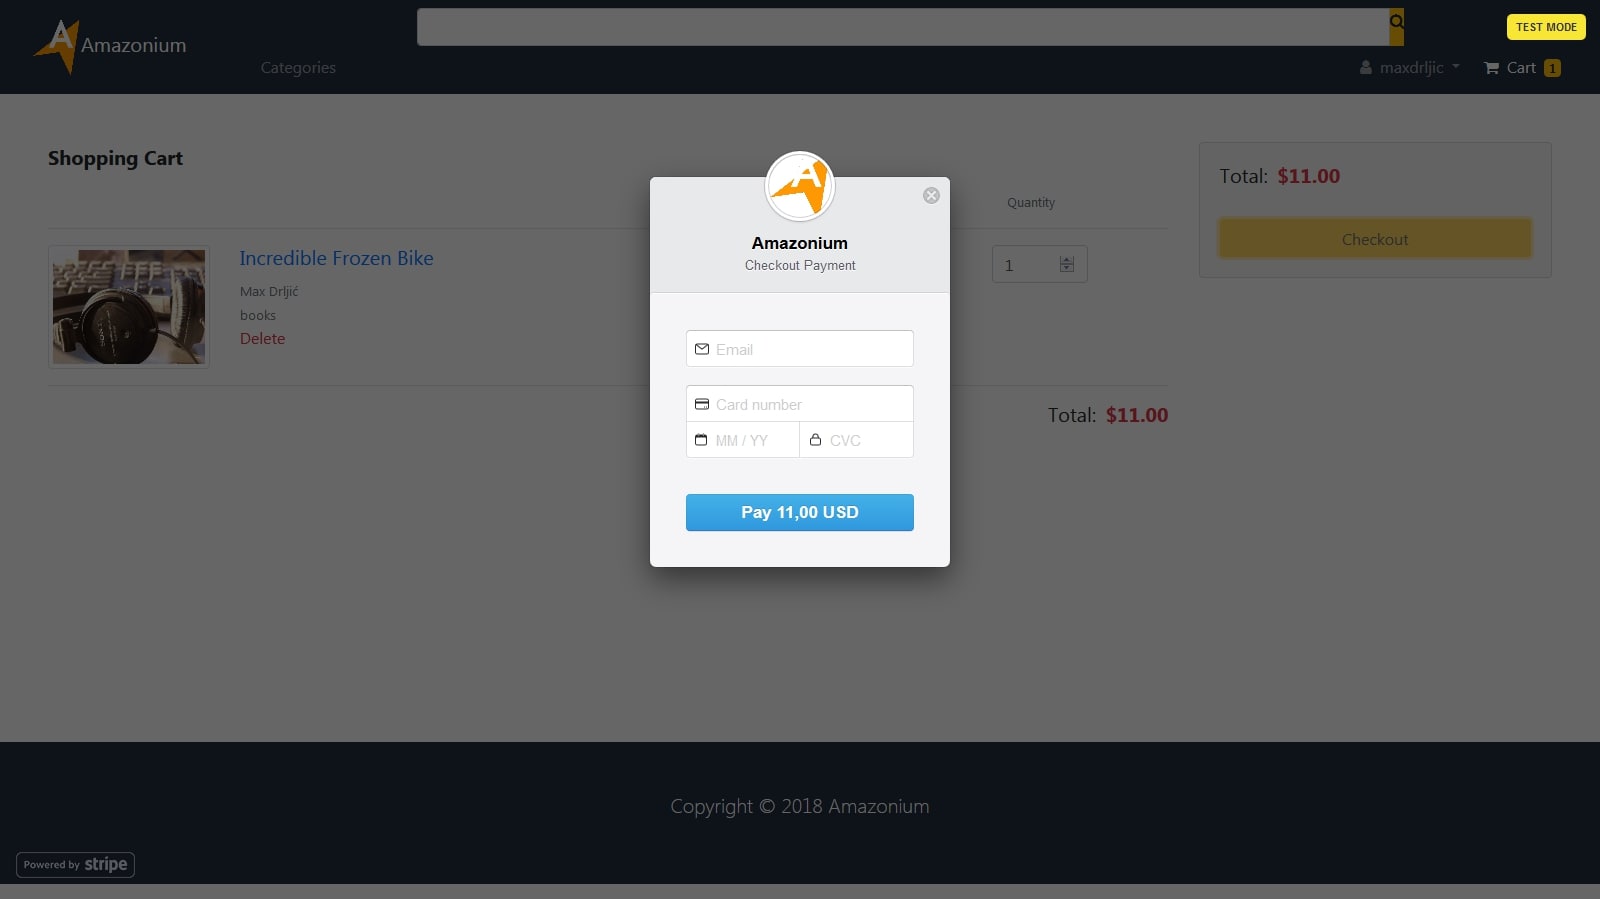 Amazonium
TEST MODE
Categories
maxdrljic
Cart 1
Shopping Cart
Quantity
Incredible Frozen Bike
Max Drljić
books
Delete
1
Total: $11.00
Total: $11.00
Checkout
Amazonium
Checkout Payment
Email
Card number
MM / YY
CVC
Pay 11,00 USD
Copyright © 2018 Amazonium
Powered by stripe